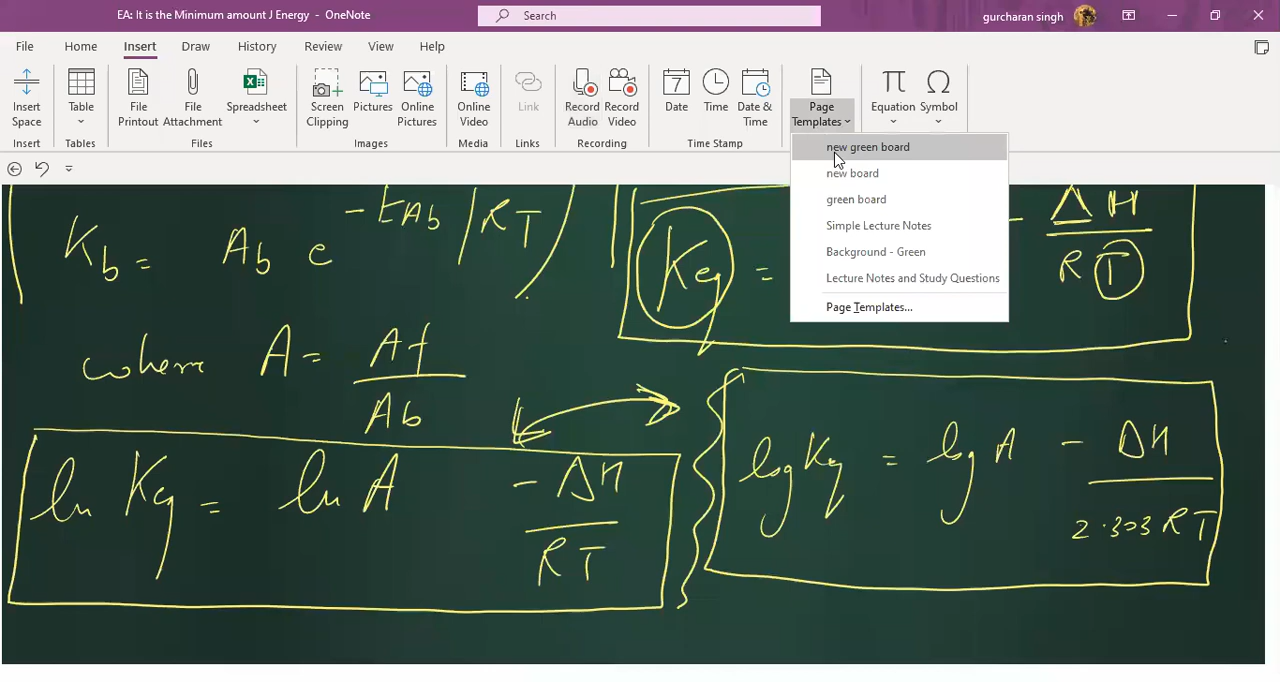 EA: It is the Minimum amount J Energy - OneNote
Search
gurcharan singh
File Home Insert Draw History Review View Help
Insert Space
Table
File Printout
File Attachment
Spreadsheet
Screen Clipping
Pictures
Online Pictures
Online Video
Link
Record Audio
Record Video
7
Date
Time
Date & Time
Page Templates
Equation
Symbol
Insert Tables Files Images Media Links Recording Time Stamp
new green board
new board
green board
Simple Lecture Notes
Background - Green
Lecture Notes and Study Questions
Page Templates...
Kb = Ab e - EAb / RT
Keq = - ΔH / RT
where A = Af / Ab
ln Keq = ln A - ΔH / RT
log Keq = log A - ΔH / 2.303 RT